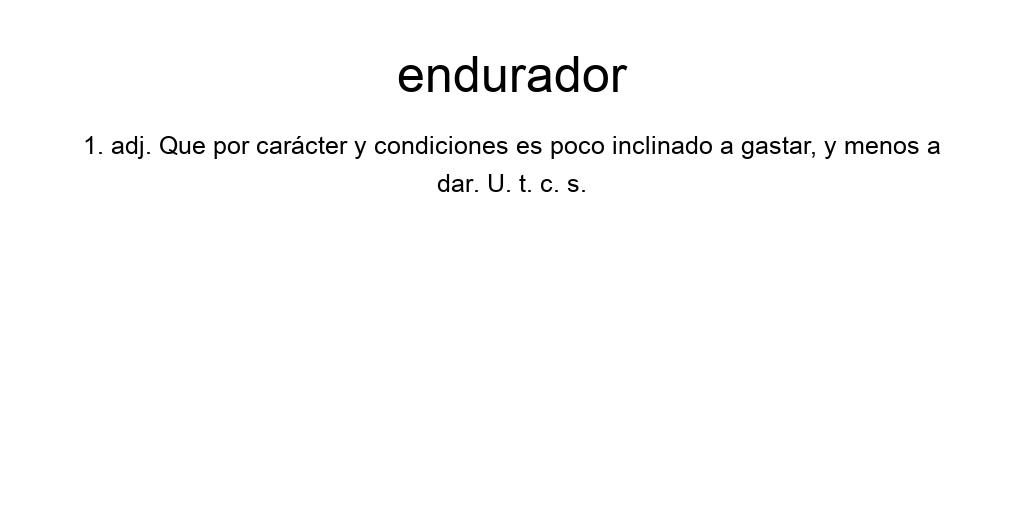 endurador
1. adj. Que por carácter y condiciones es poco inclinado a gastar, y menos a
dar. U. t. c. s.